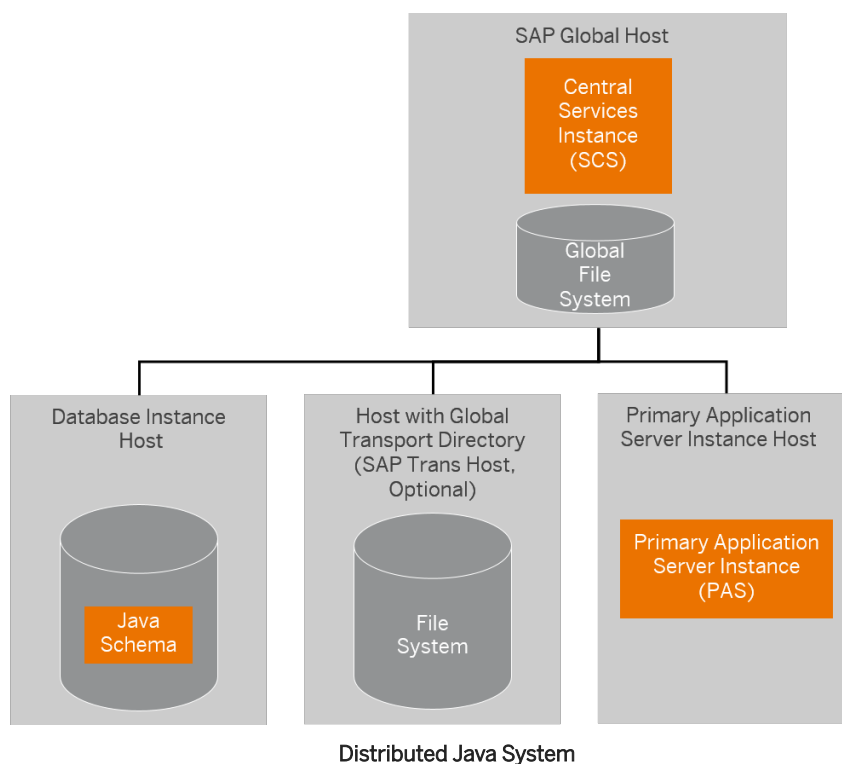 SAP Global Host
Central
Services
Instance
(SCS)
Global
File
System
Database Instance
Host
Java
Schema
Host with Global
Transport Directory
(SAP Trans Host,
Optional)
File
System
Primary Application
Server Instance Host
Primary Application
Server Instance
(PAS)
Distributed Java System